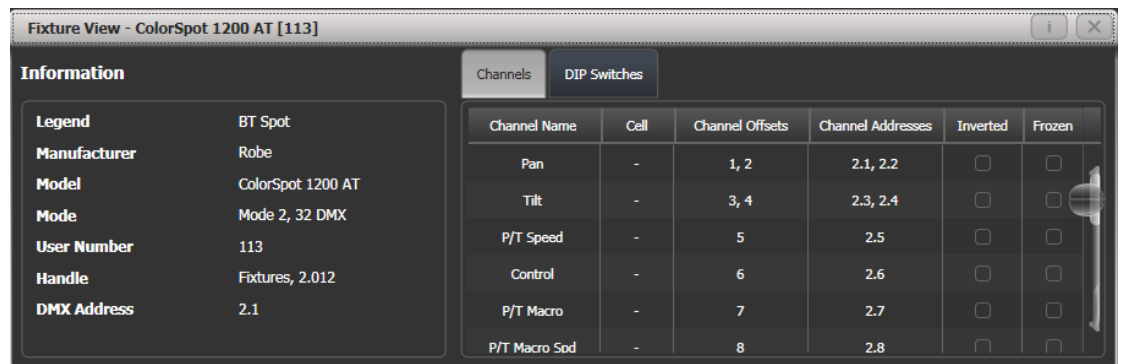 Fixture View - ColorSpot 1200 AT [113]
i
X
Information
Channels
DIP Switches
Legend BT Spot
Manufacturer Robe
Model ColorSpot 1200 AT
Mode Mode 2, 32 DMX
User Number 113
Handle Fixtures, 2.012
DMX Address 2.1
Channel Name Cell Channel Offsets Channel Addresses Inverted Frozen
Pan - 1, 2 2.1, 2.2
Tilt - 3, 4 2.3, 2.4
P/T Speed - 5 2.5
Control - 6 2.6
P/T Macro - 7 2.7
P/T Macro Spd - 8 2.8